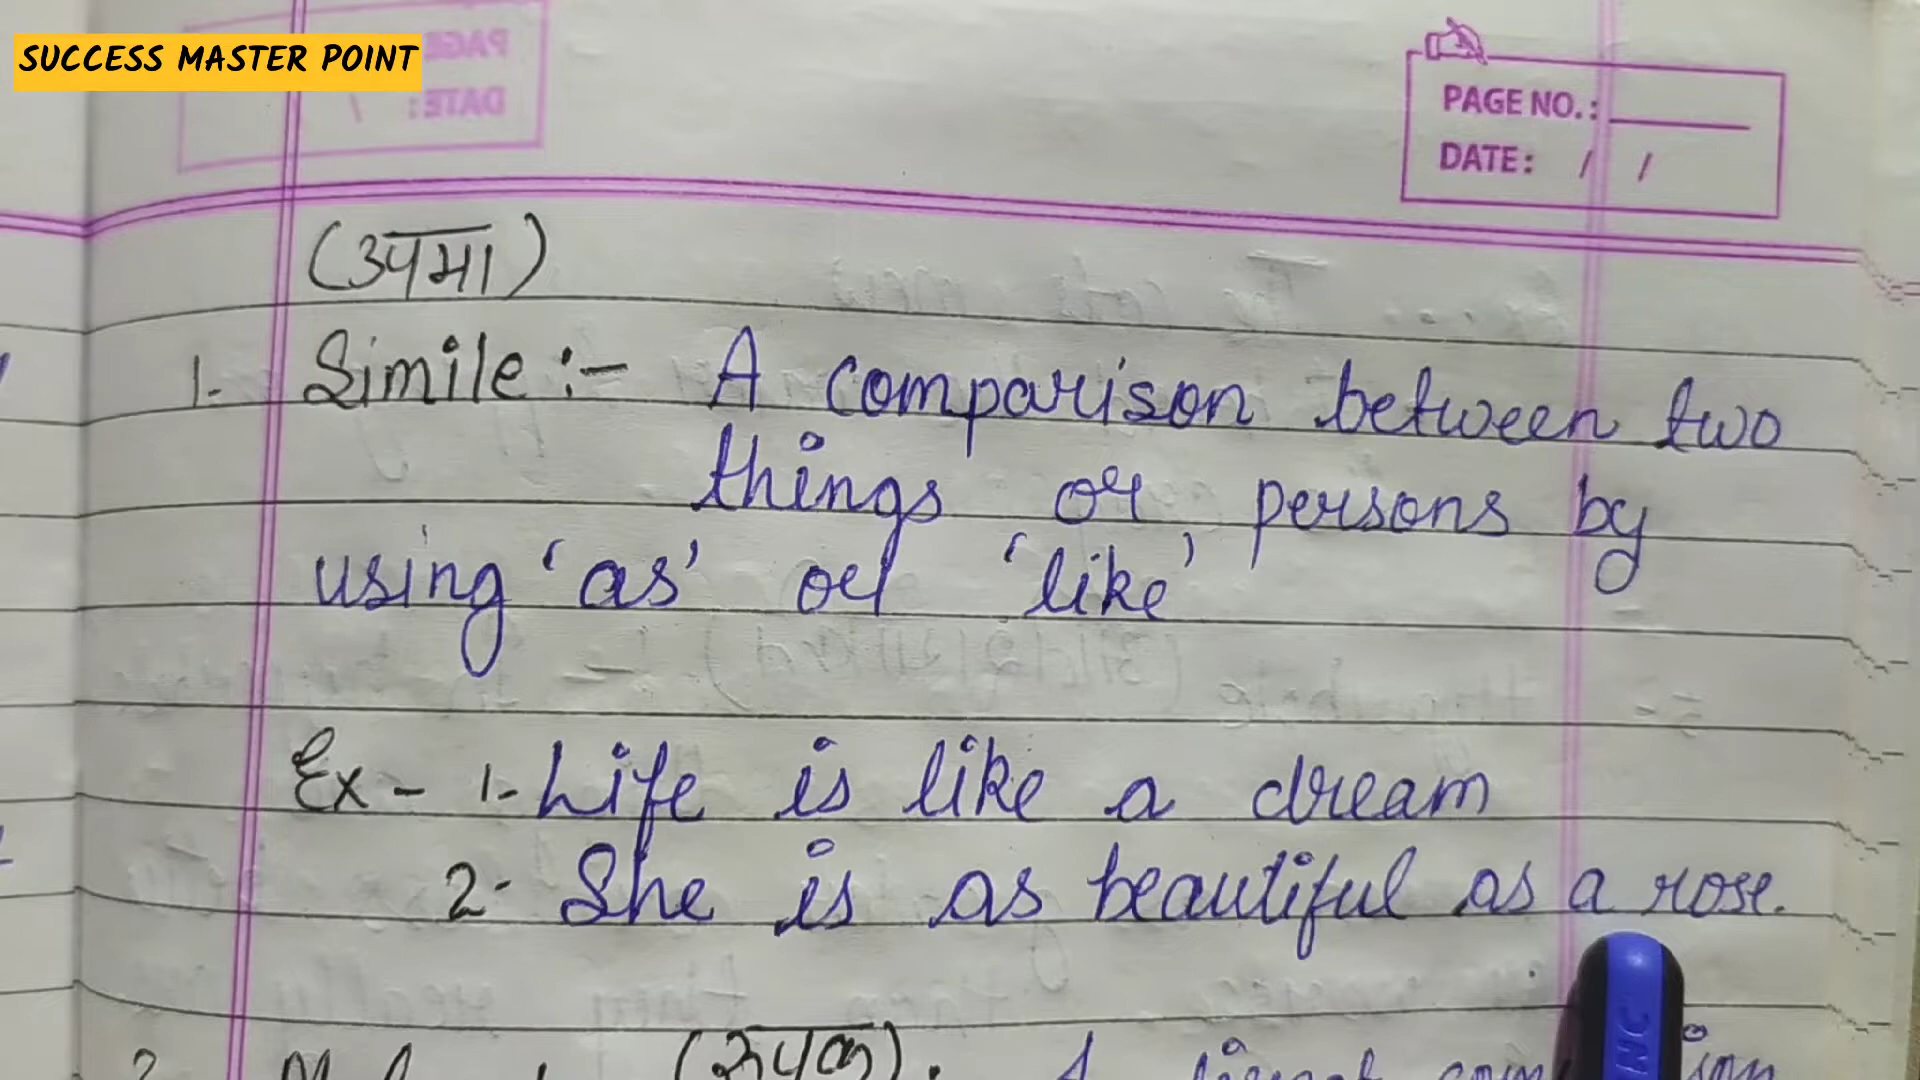 SUCCESS MASTER POINT
PAGE NO.:
DATE: / /
(उपमा)
1. Simile :- A comparison between two
things or persons by
using 'as' or 'like'
Ex - 1. Life is like a dream
2. She is as beautiful as a rose.
(रूपक)